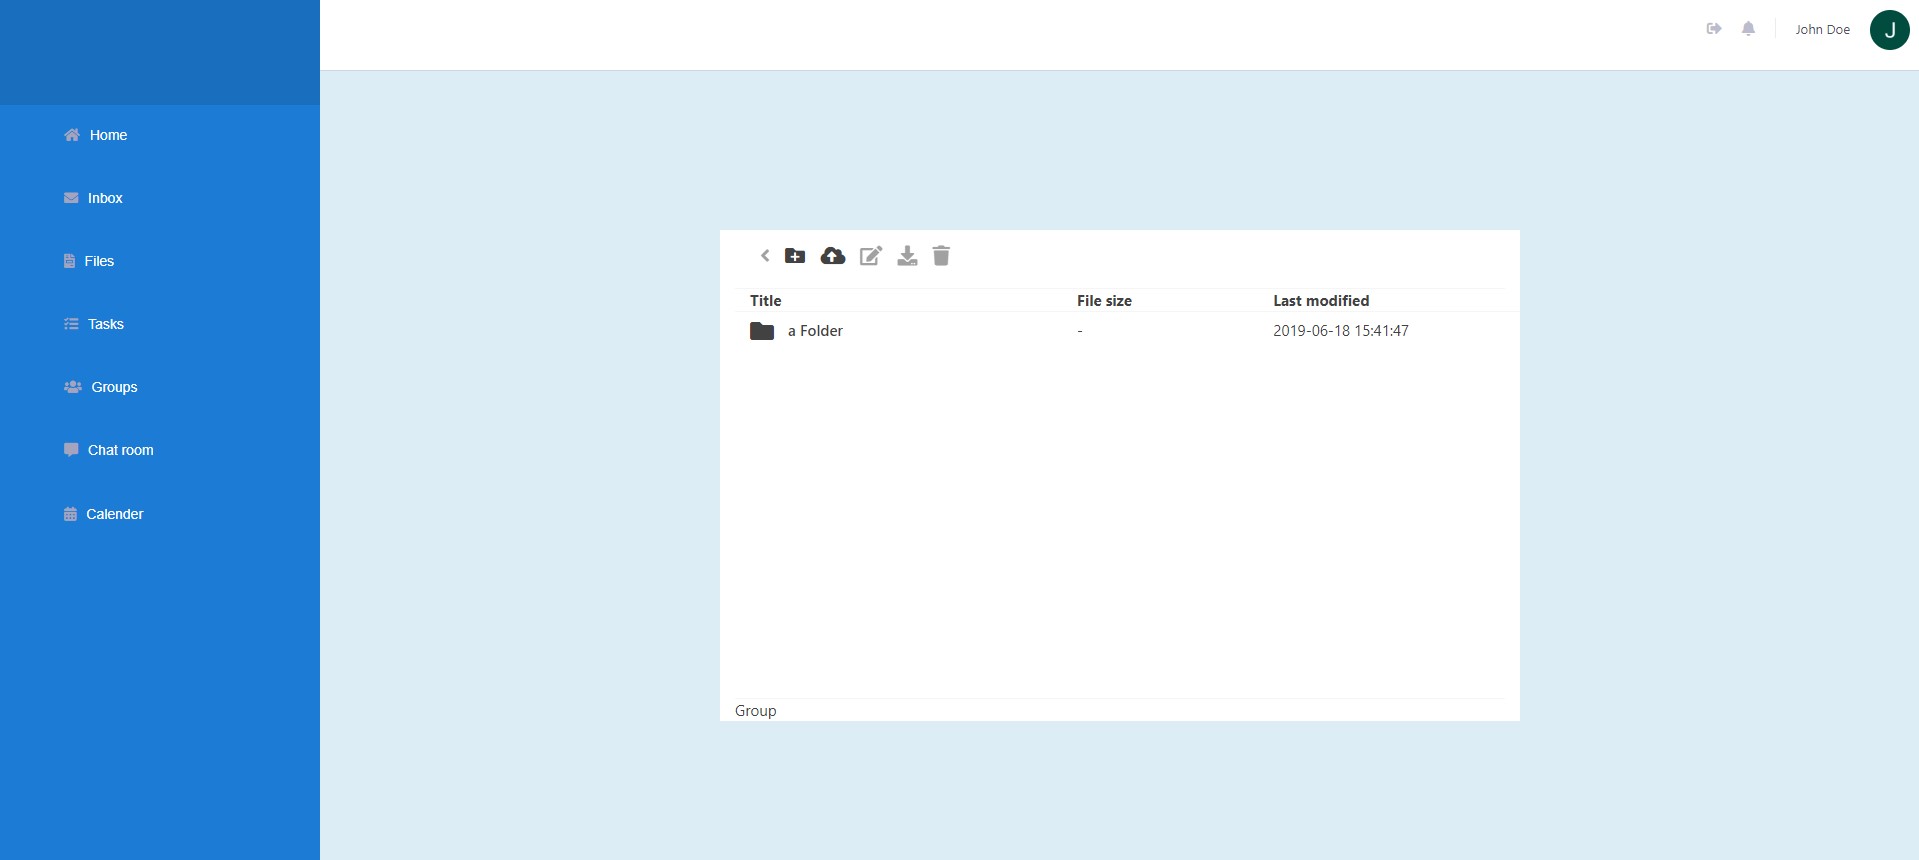 John Doe
J
Home
Inbox
Files
Tasks
Groups
Chat room
Calender
Title File size Last modified
a Folder - 2019-06-18 15:41:47
Group